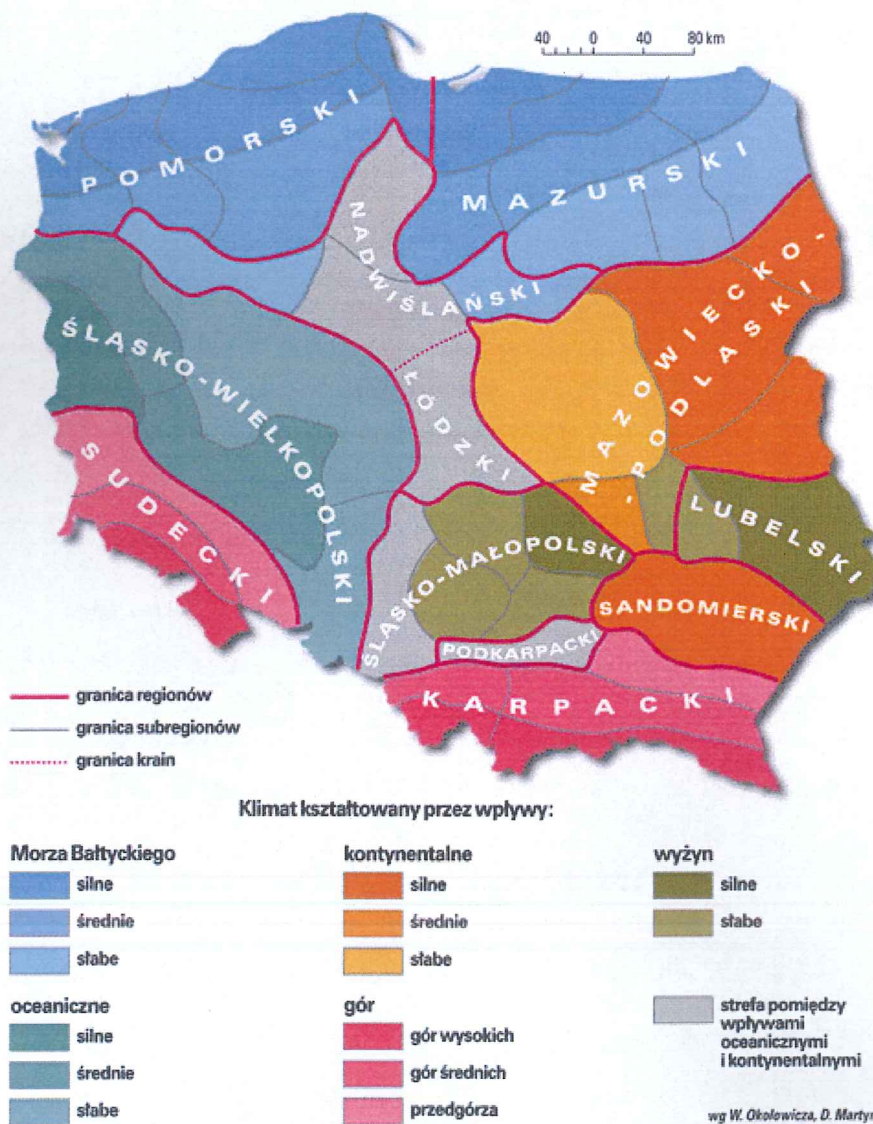 40 0 40 80 km
POMORSKI
MAZURSKI
NADWIŚLAŃSKI
MAZOWIECKO-
-PODLASKI
ŚLĄSKO-WIELKOPOLSKI
ŁÓDZKI
SUDECKI
LUBELSKI
ŚLĄSKO-MAŁOPOLSKI
SANDOMIERSKI
PODKARPACKI
KARPACKI
granica regionów
granica subregionów
granica krain
Klimat kształtowany przez wpływy:
Morza Bałtyckiego
silne
średnie
słabe
kontynentalne
silne
średnie
słabe
wyżyn
silne
słabe
oceaniczne
silne
średnie
słabe
gór
gór wysokich
gór średnich
przedgórza
strefa pomiędzy
wpływami
oceanicznymi
i kontynentalnymi
wg W. Okołowicza, D. Martyn